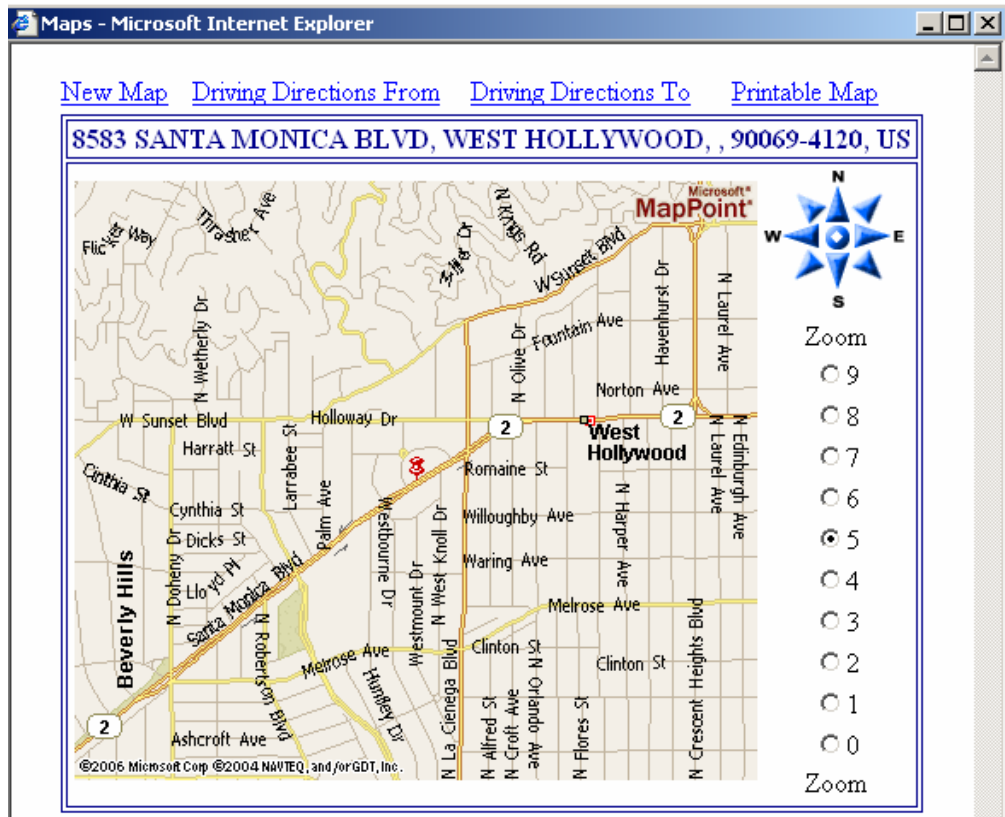 Maps - Microsoft Internet Explorer
New Map Driving Directions From Driving Directions To Printable Map
8583 SANTA MONICA BLVD, WEST HOLLYWOOD, , 90069-4120, US
Microsoft®
MapPoint®
N
W E
S
Zoom
9
8
7
6
5
4
3
2
1
0
Zoom
Flicker Way
Thrasher Ave
N Kings Rd
W Sunset Blvd
Havenhurst Dr
N Laurel Ave
N Wetherly Dr
N Olive Dr
Fountain Ave
Norton Ave
W Sunset Blvd
Holloway Dr
2
2
West
Hollywood
Harratt St
Larrabee St
Romaine St
N Laurel Ave
N Edinburgh Ave
Cinthia St
Cynthia St
Palm Ave
Westbourne Dr
N West Knoll Dr
Willoughby Ave
N Harper Ave
Dicks St
Lloyd Pl
Santa Monica Blvd
Westmount Dr
Waring Ave
Beverly Hills
N Doheny Dr
N Robertson Blvd
Melrose Ave
Melrose Ave
Huntley Dr
N La Cienega Blvd
Clinton St
Clinton St
N Crescent Heights Blvd
N Alfred St
N Croft Ave
N Orlando Ave
N Flores St
2
Ashcroft Ave
©2006 Microsoft Corp ©2004 NAVTEQ, and/or GDT, Inc.